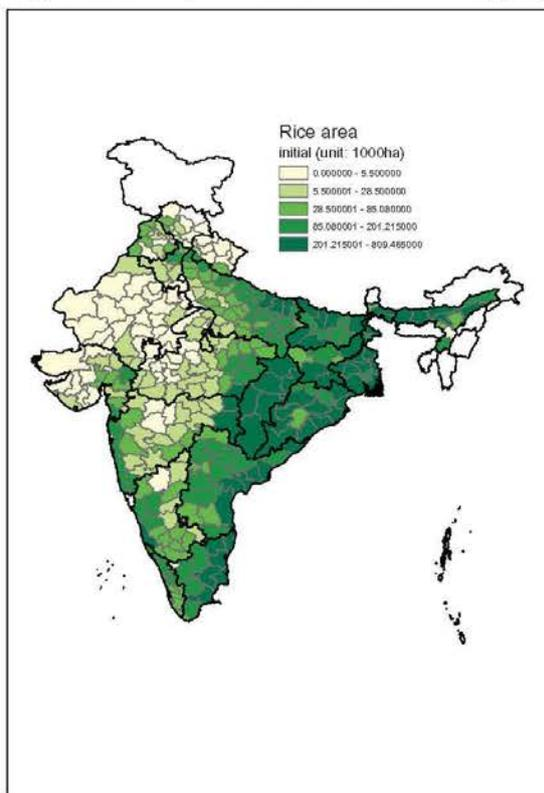 Rice area
initial (unit: 1000ha)
0.000000 - 5.500000
5.500001 - 28.500000
28.500001 - 85.080000
85.080001 - 201.215000
201.215001 - 809.465000